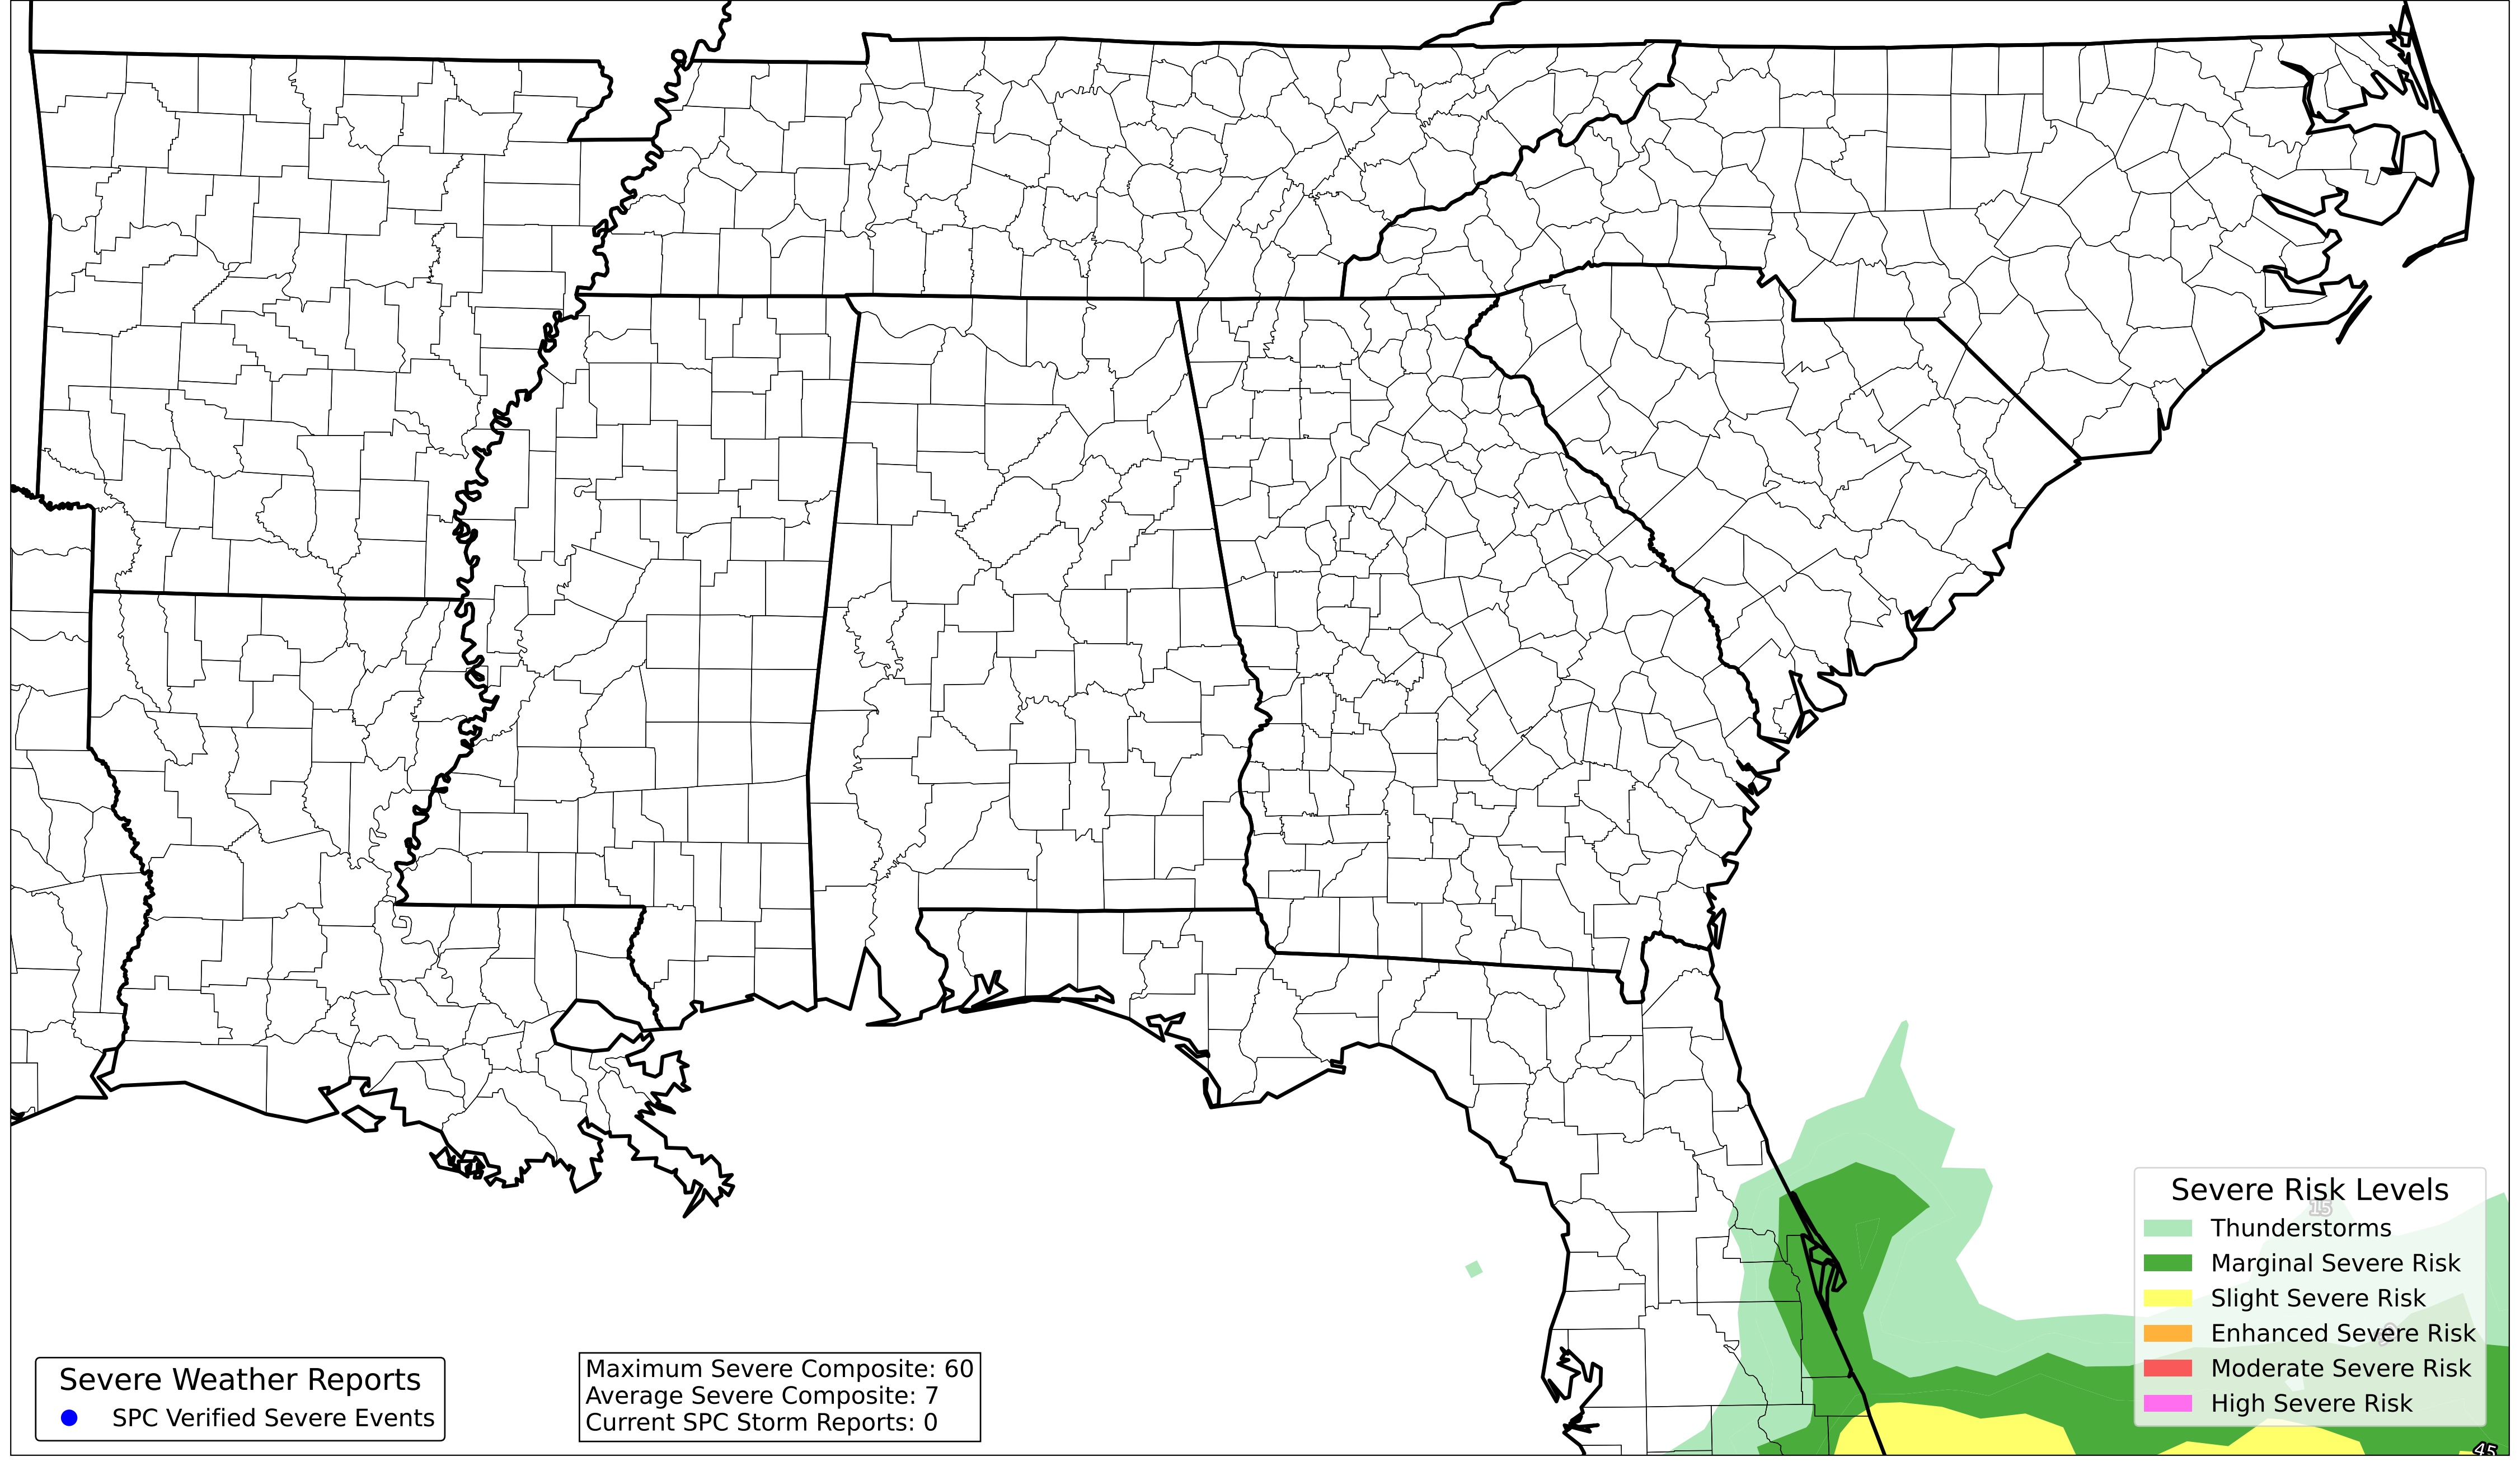 15
Severe Risk Levels
Thunderstorms
Marginal Severe Risk
Slight Severe Risk
Enhanced Severe Risk
Moderate Severe Risk
High Severe Risk
Severe Weather Reports
SPC Verified Severe Events
Maximum Severe Composite: 60
Average Severe Composite: 7
Current SPC Storm Reports: 0
45